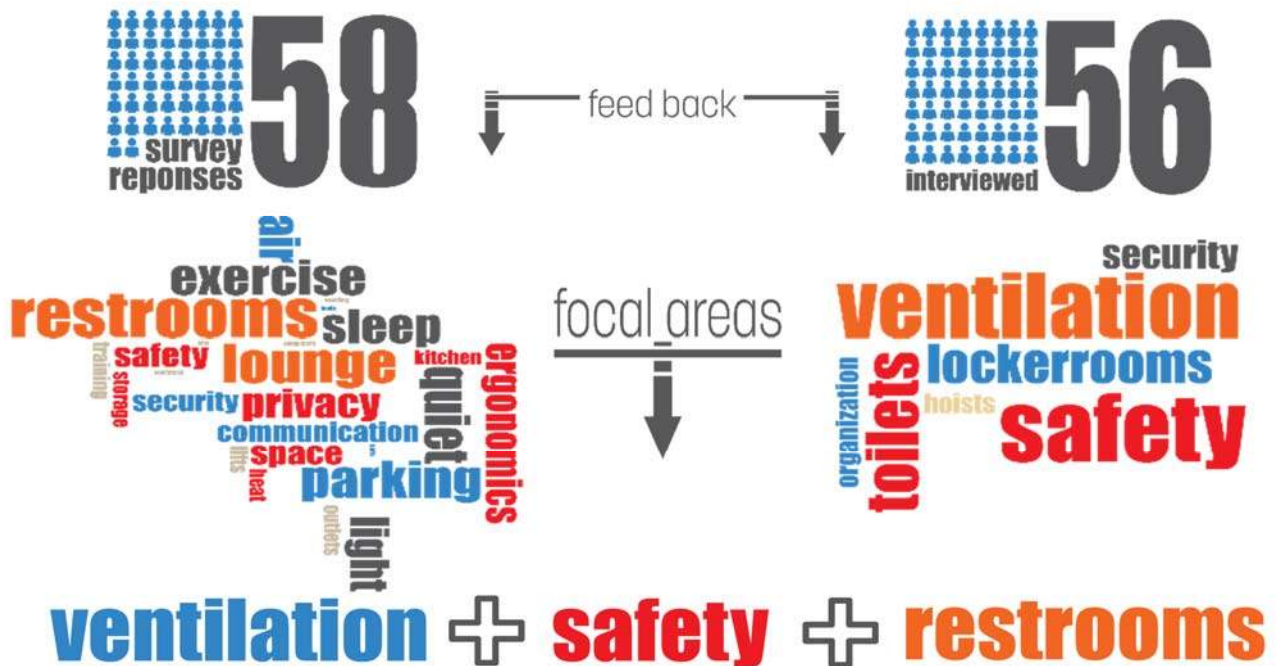 58
survey
reponses
feed back
56
interviewed
air
exercise
restrooms
sleep
training
safety
lounge
kitchen
ergonomics
storage
security
privacy
quiet
communication
in
lifts
space
heat
parking
outlets
light
focal areas
security
ventilation
organization
toilets
lockerrooms
hoists
safety
ventilation + safety + restrooms